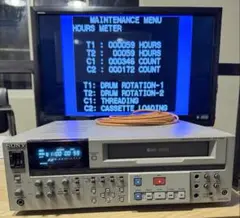 MAINTENANCE MENU
HOURS METER
T1: 000059 HOURS
T2: 000059 HOURS
C1: 000346 COUNT
C2: 000172 COUNT
T1: DRUM ROTATION-1
T2: DRUM ROTATION-2
C1: THREADING
C2: CASSETTE LOADING
SONY